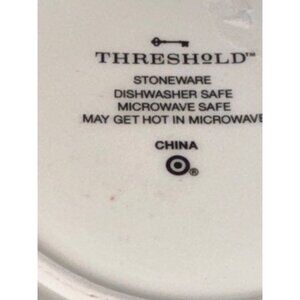 THRESHOLD™
STONEWARE
DISHWASHER SAFE
MICROWAVE SAFE
MAY GET HOT IN MICROWAVE
CHINA
®